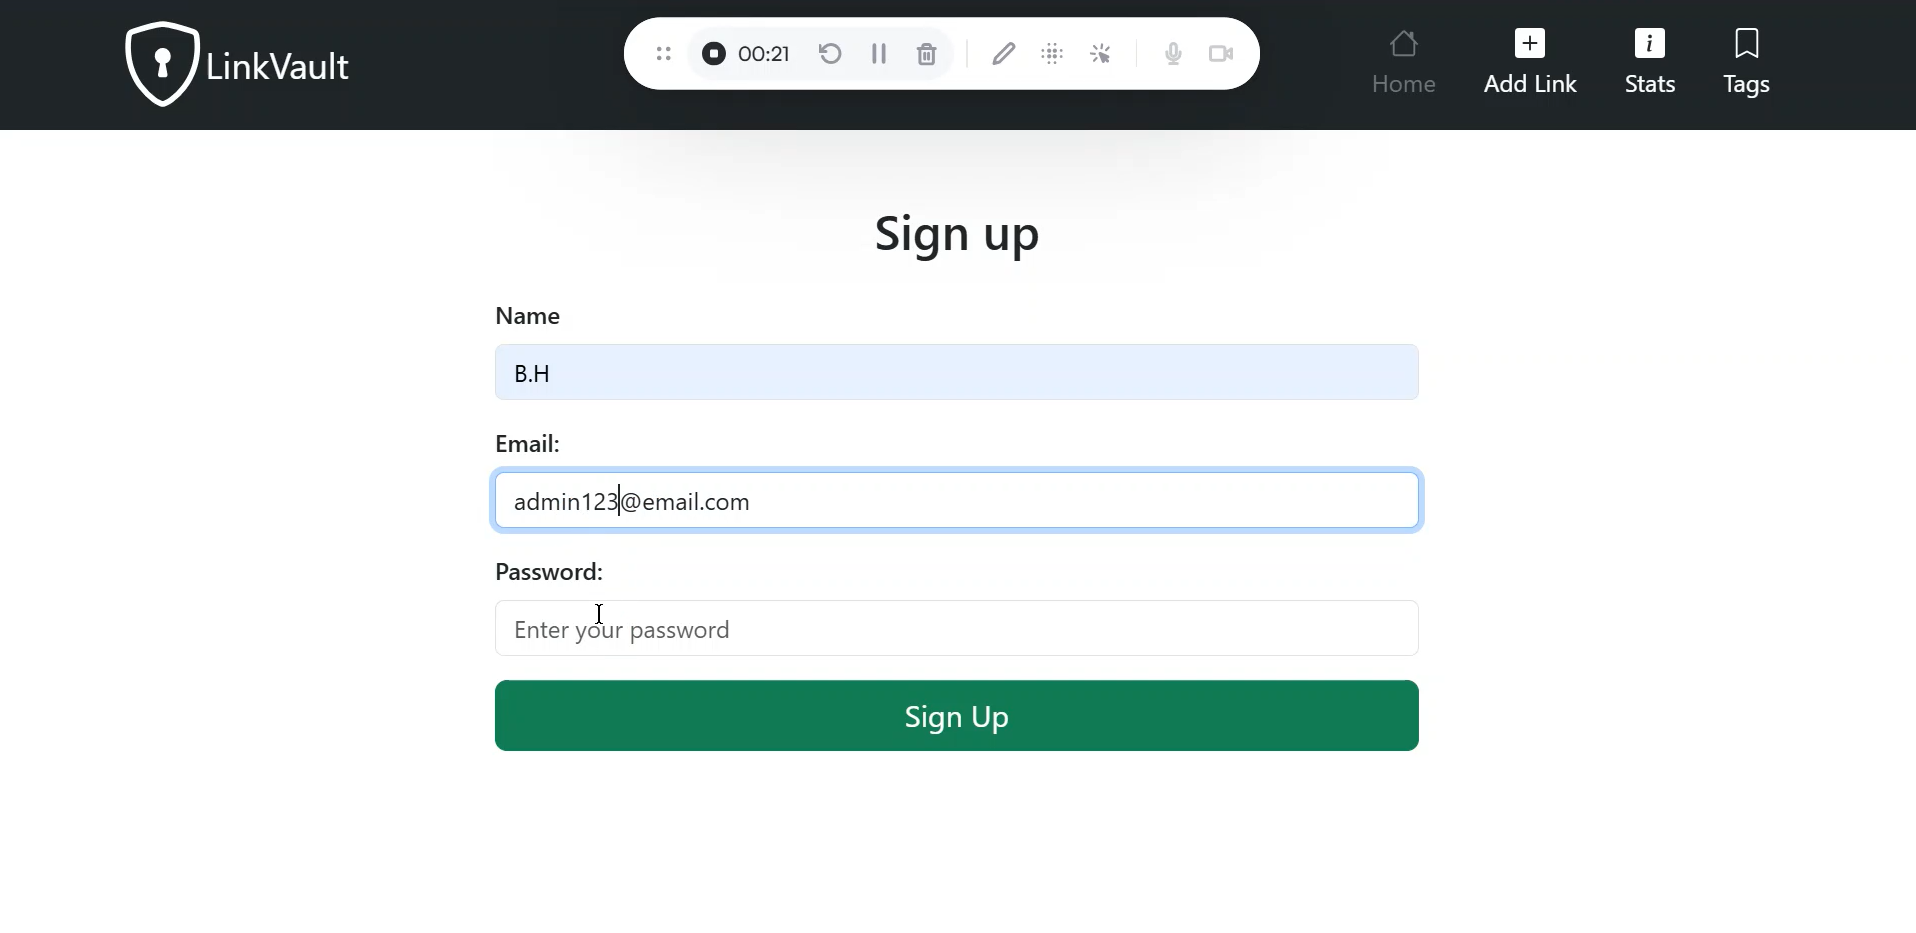 LinkVault
00:21
Home
Add Link
Stats
Tags
Sign up
Name
B.H
Email:
admin123@email.com
Password:
Enter your password
Sign Up